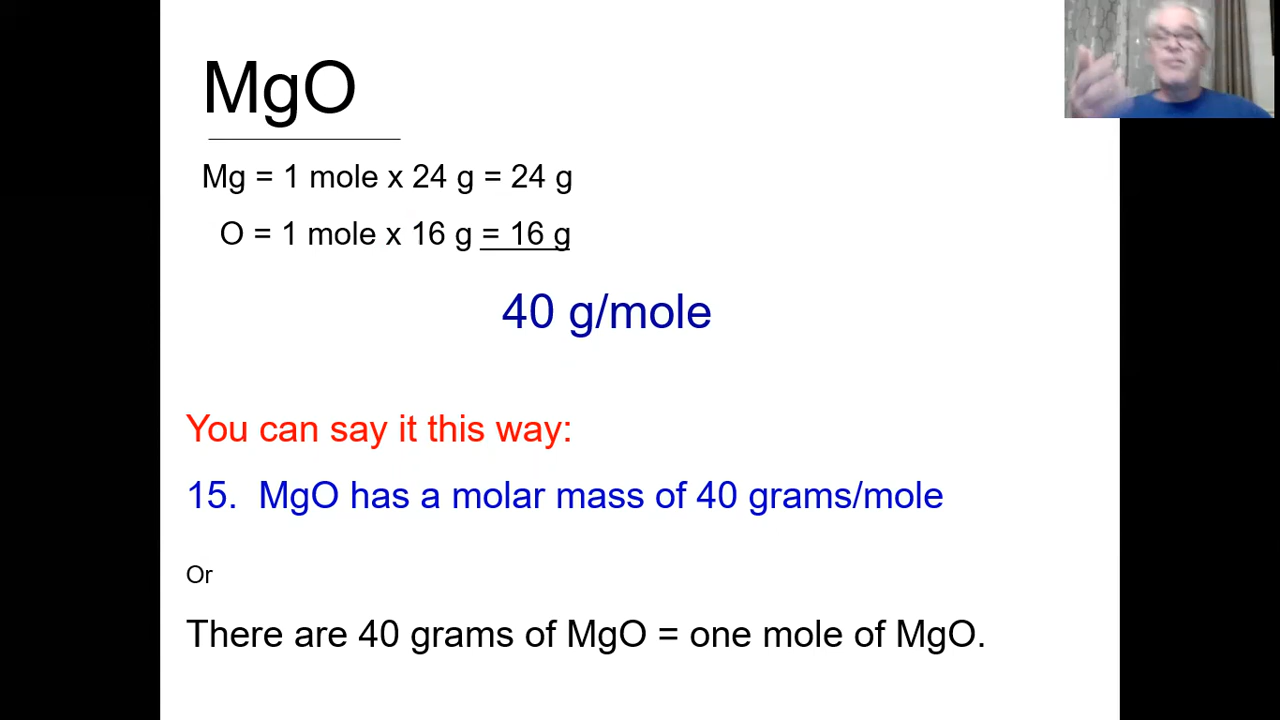 MgO
Mg = 1 mole x 24 g = 24 g
O = 1 mole x 16 g = 16 g
40 g/mole
You can say it this way:
15. MgO has a molar mass of 40 grams/mole
Or
There are 40 grams of MgO = one mole of MgO.